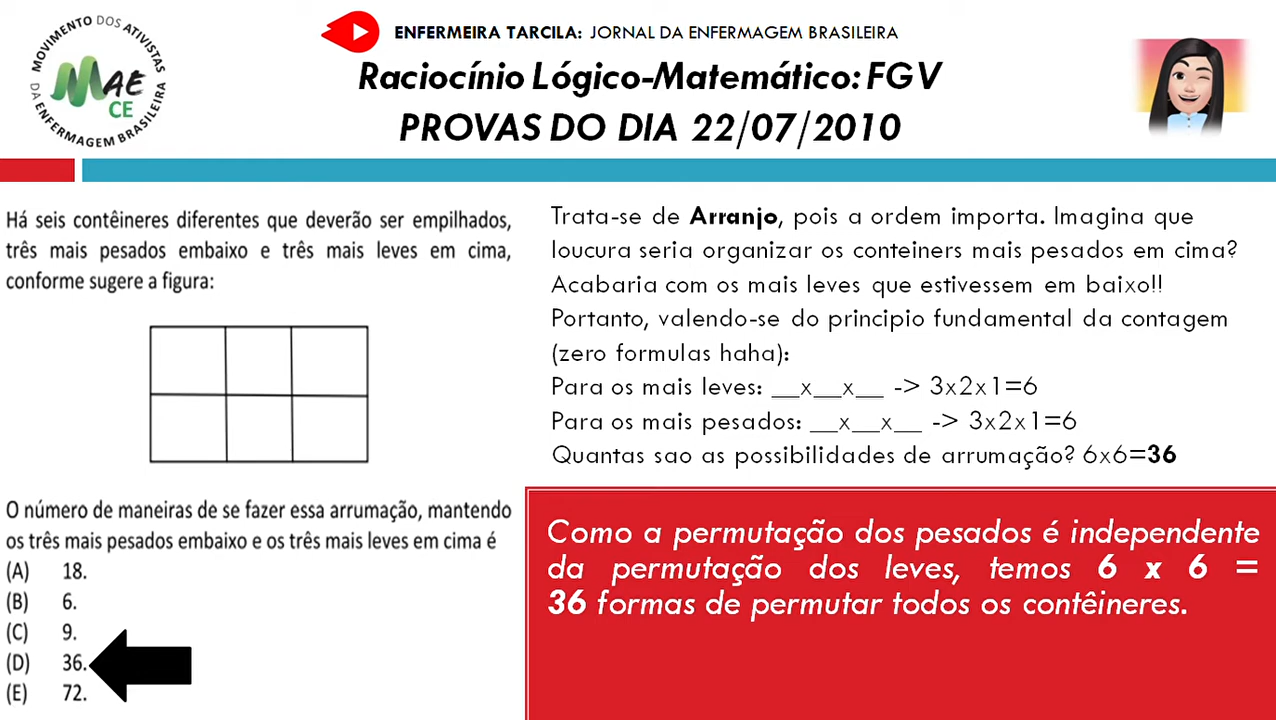 MOVIMENTO DOS ATIVISTAS
DA ENFERMAGEM BRASILEIRA
MAE
CE
ENFERMEIRA TARCILA: JORNAL DA ENFERMAGEM BRASILEIRA
Raciocínio Lógico-Matemático: FGV
PROVAS DO DIA 22/07/2010
Há seis contêineres diferentes que deverão ser empilhados,
três mais pesados embaixo e três mais leves em cima,
conforme sugere a figura:
O número de maneiras de se fazer essa arrumação, mantendo
os três mais pesados embaixo e os três mais leves em cima é
(A) 18.
(B) 6.
(C) 9.
(D) 36.
(E) 72.
Trata-se de Arranjo, pois a ordem importa. Imagina que
loucura seria organizar os conteiners mais pesados em cima?
Acabaria com os mais leves que estivessem em baixo!!
Portanto, valendo-se do principio fundamental da contagem
(zero formulas haha):
Para os mais leves: __x__x__ -> 3x2x1=6
Para os mais pesados: __x__x__ -> 3x2x1=6
Quantas sao as possibilidades de arrumação? 6x6=36
Como a permutação dos pesados é independente
da permutação dos leves, temos 6 x 6 =
36 formas de permutar todos os contêineres.